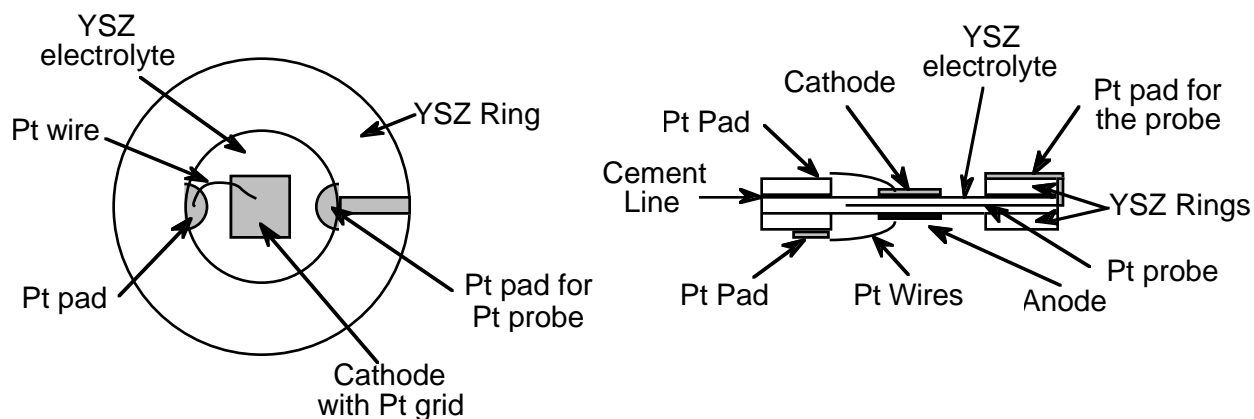 YSZ
electrolyte
Pt wire
YSZ Ring
Pt pad
Pt pad for
Pt probe
Cathode
with Pt grid
YSZ
electrolyte
Cathode
Pt pad for
the probe
Pt Pad
Cement
Line
YSZ Rings
Pt probe
Pt Pad
Pt Wires
Anode